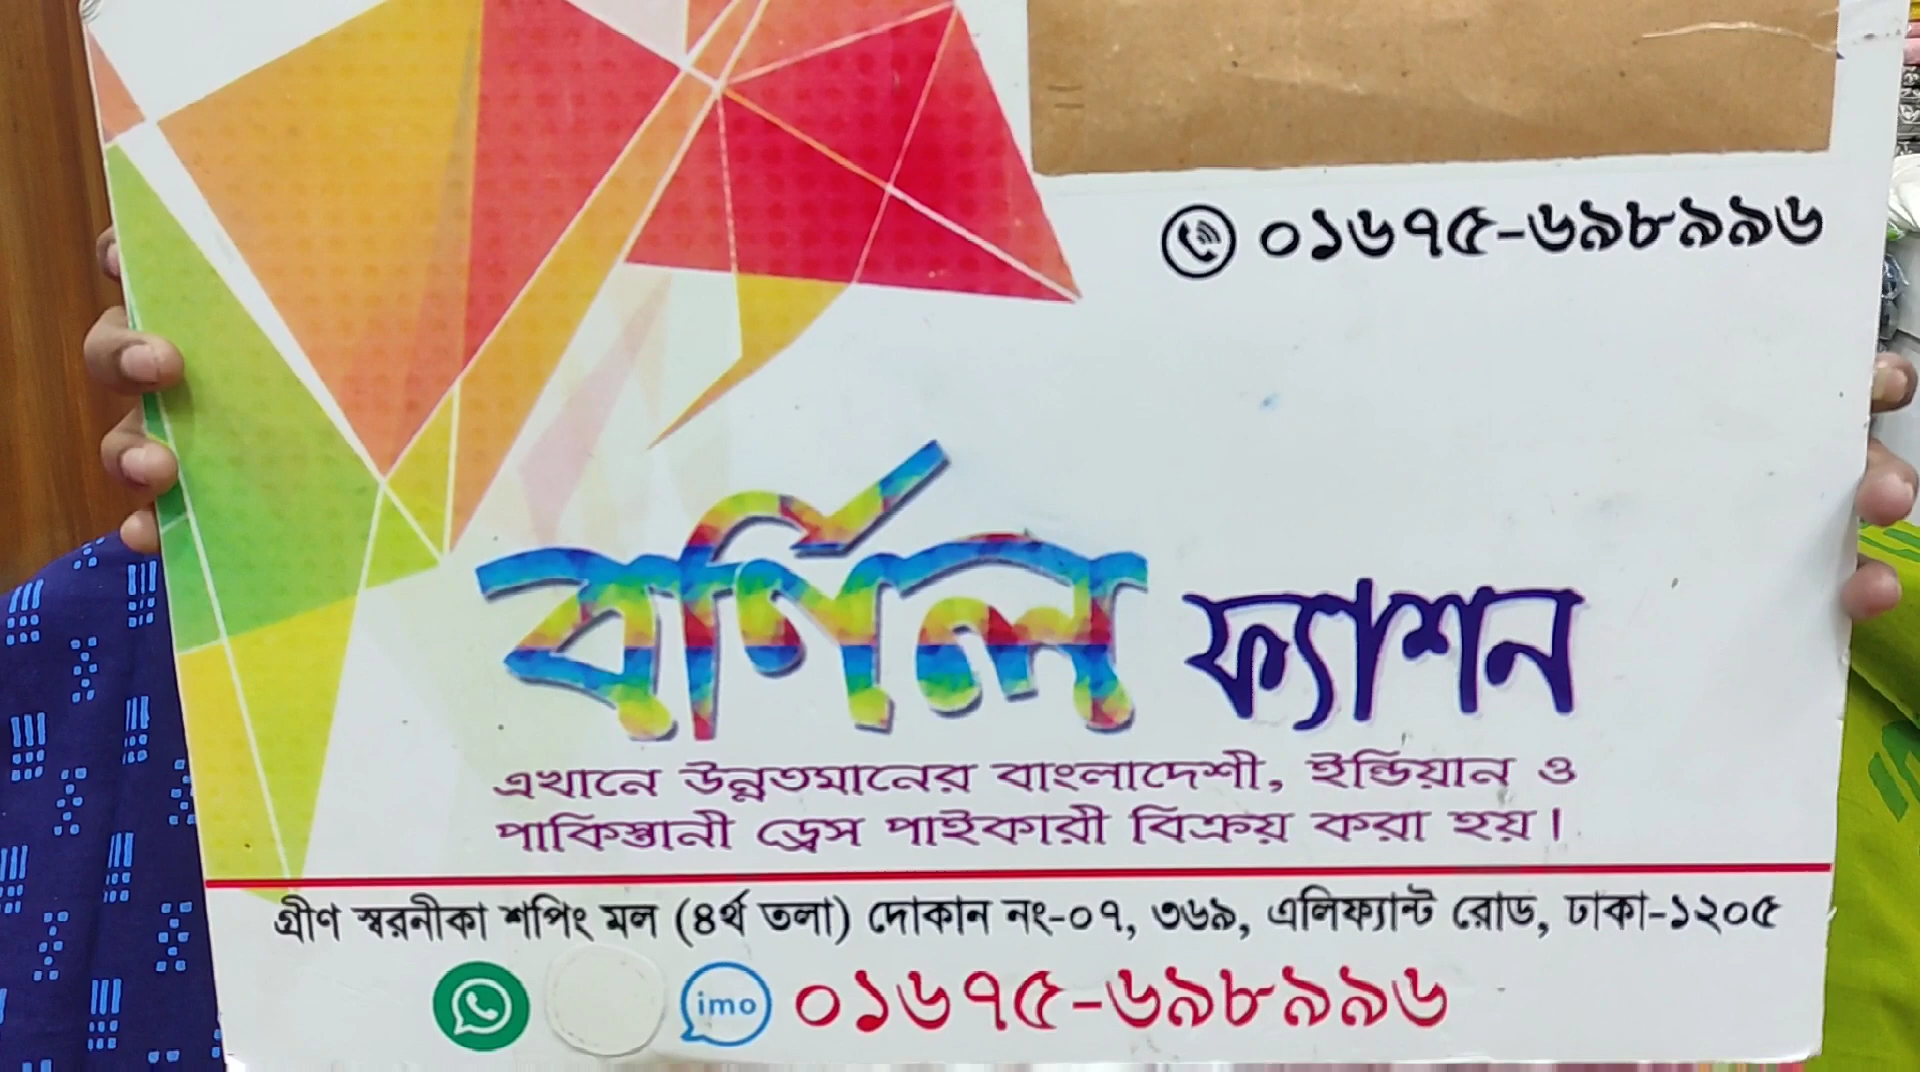 ০১৬৭৫-৬৯৮৯৯৬
বর্ণিল ফ্যাশন
এখানে উন্নতমানের বাংলাদেশী, ইন্ডিয়ান ও
পাকিস্তানী ড্রেস পাইকারী বিক্রয় করা হয়।
গ্রীণ স্বরনীকা শপিং মল (৪র্থ তলা) দোকান নং-০৭, ৩৬৯, এলিফ্যান্ট রোড, ঢাকা-১২০৫
imo ০১৬৭৫-৬৯৮৯৯৬